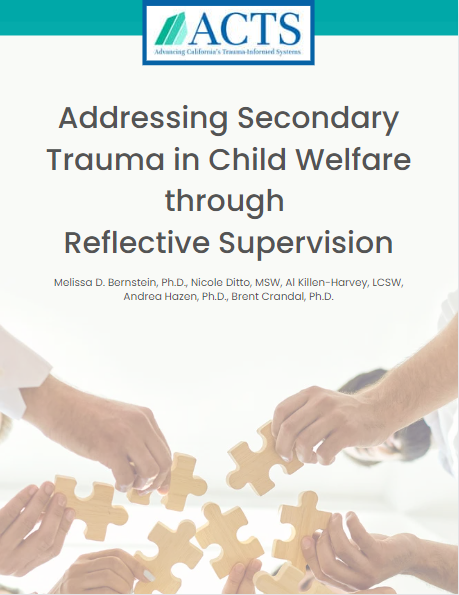 ACTS
Advancing California's Trauma-Informed Systems
Addressing Secondary
Trauma in Child Welfare
through
Reflective Supervision
Melissa D. Bernstein, Ph.D., Nicole Ditto, MSW, Al Killen-Harvey, LCSW,
Andrea Hazen, Ph.D., Brent Crandal, Ph.D.